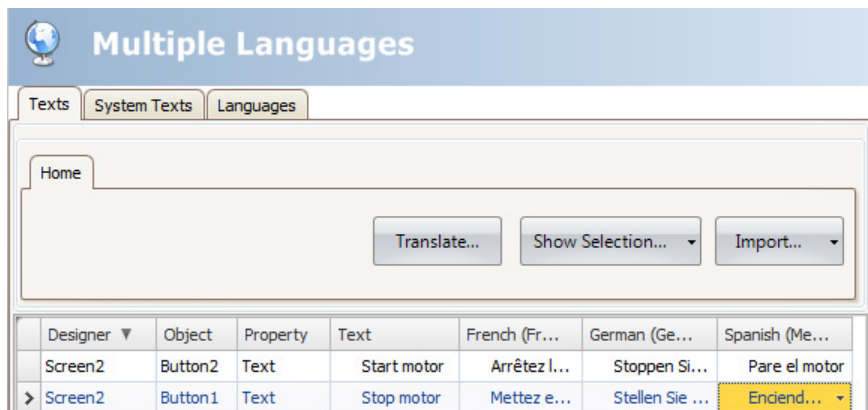 Multiple Languages
Texts System Texts Languages
Home
Translate... Show Selection... Import...
Designer Object Property Text French (Fr... German (Ge... Spanish (Me...
Screen2 Button2 Text Start motor Arrêtez l... Stoppen Si... Pare el motor
Screen2 Button1 Text Stop motor Mettez e... Stellen Sie ... Enciend...